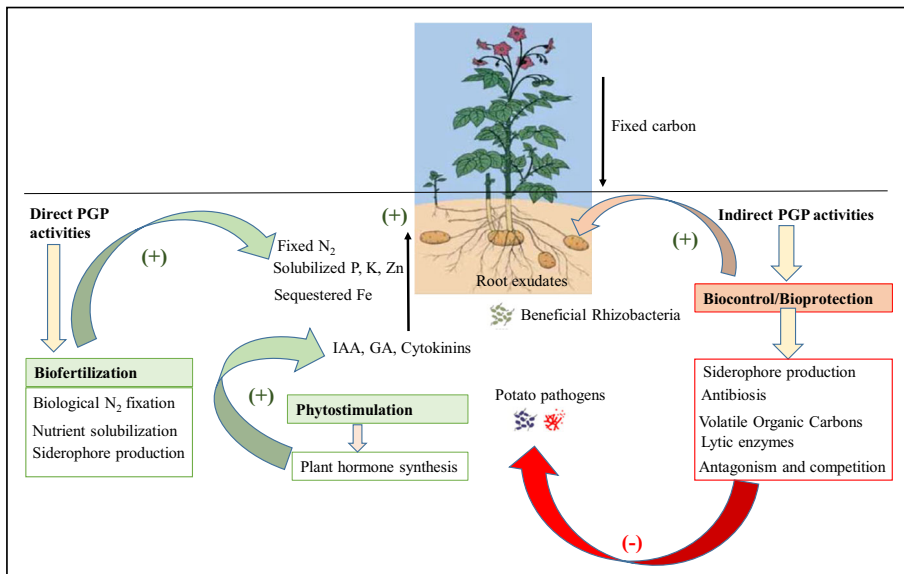 Fixed carbon
Direct PGP
activities
(+)
(+)
Fixed N₂
Solubilized P, K, Zn
Sequestered Fe
Root exudates
Beneficial Rhizobacteria
Indirect PGP activities
(+)
Biocontrol/Bioprotection
IAA, GA, Cytokinins
Biofertilization
Biological N₂ fixation
Nutrient solubilization
Siderophore production
(+)
Phytostimulation
Plant hormone synthesis
Potato pathogens
Siderophore production
Antibiosis
Volatile Organic Carbons
Lytic enzymes
Antagonism and competition
(-)